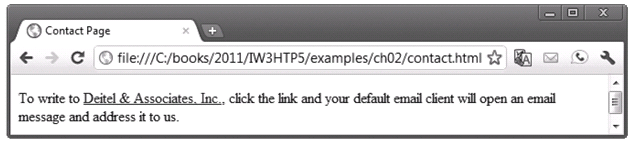 Contact Page
file:///C:/books/2011/IW3HTP5/examples/ch02/contact.html
To write to Deitel & Associates, Inc., click the link and your default email client will open an email
message and address it to us.